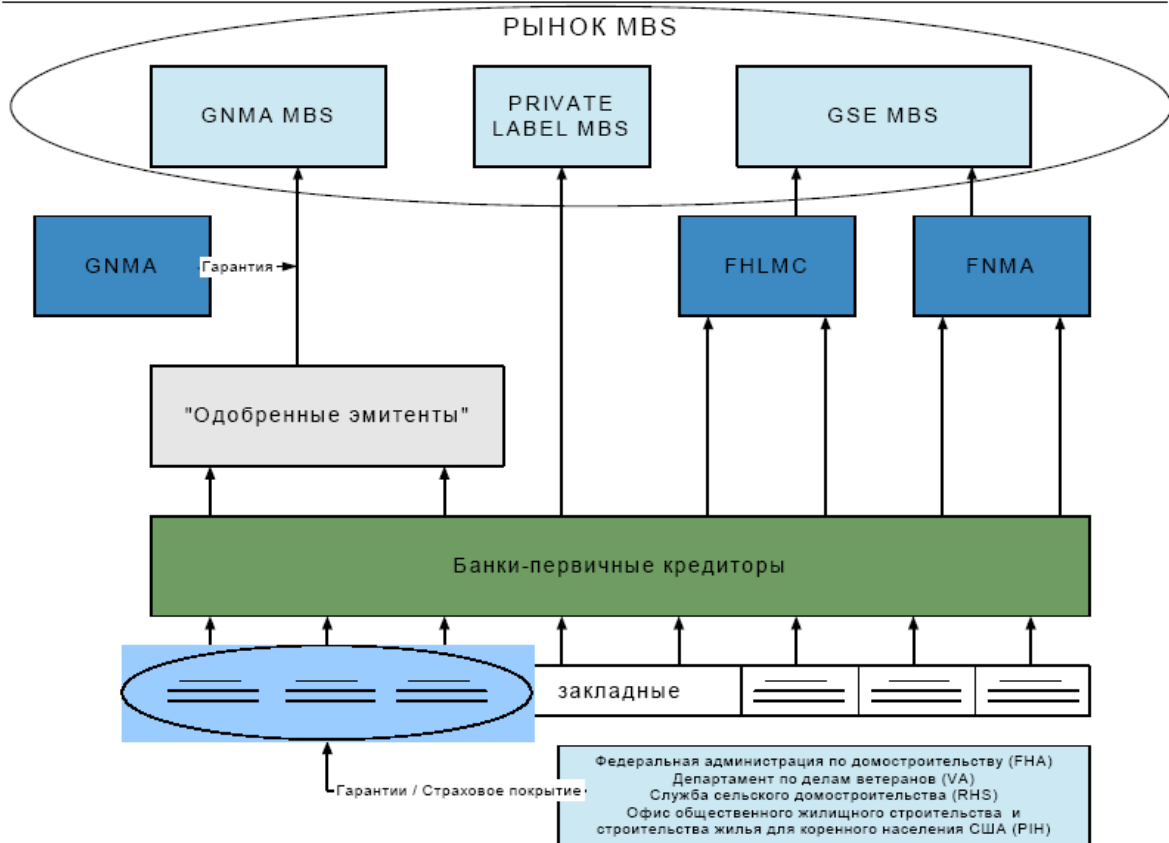 РЫНОК MBS
GNMA MBS
PRIVATE
LABEL MBS
GSE MBS
GNMA
Гарантия
FHLMC
FNMA
"Одобренные эмитенты"
Банки-первичные кредиторы
закладные
Гарантии / Страховое покрытие
Федеральная администрация по домостроительству (FHA)
Департамент по делам ветеранов (VA)
Служба сельского домостроительства (RHS)
Офис общественного жилищного строительства и
строительства жилья для коренного населения США (PIH)